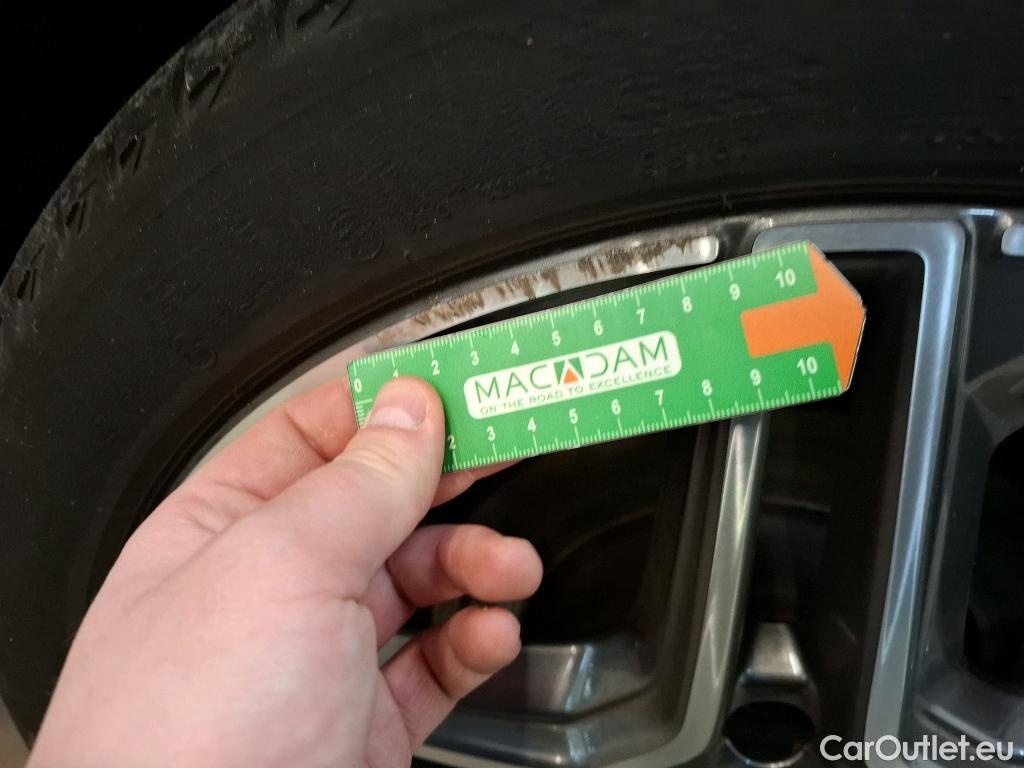 0 1 2 3 4 5 6 7 8 9 10
MACADAM
ON THE ROAD TO EXCELLENCE
2 3 4 5 6 7 8 9 10
CarOutlet.eu